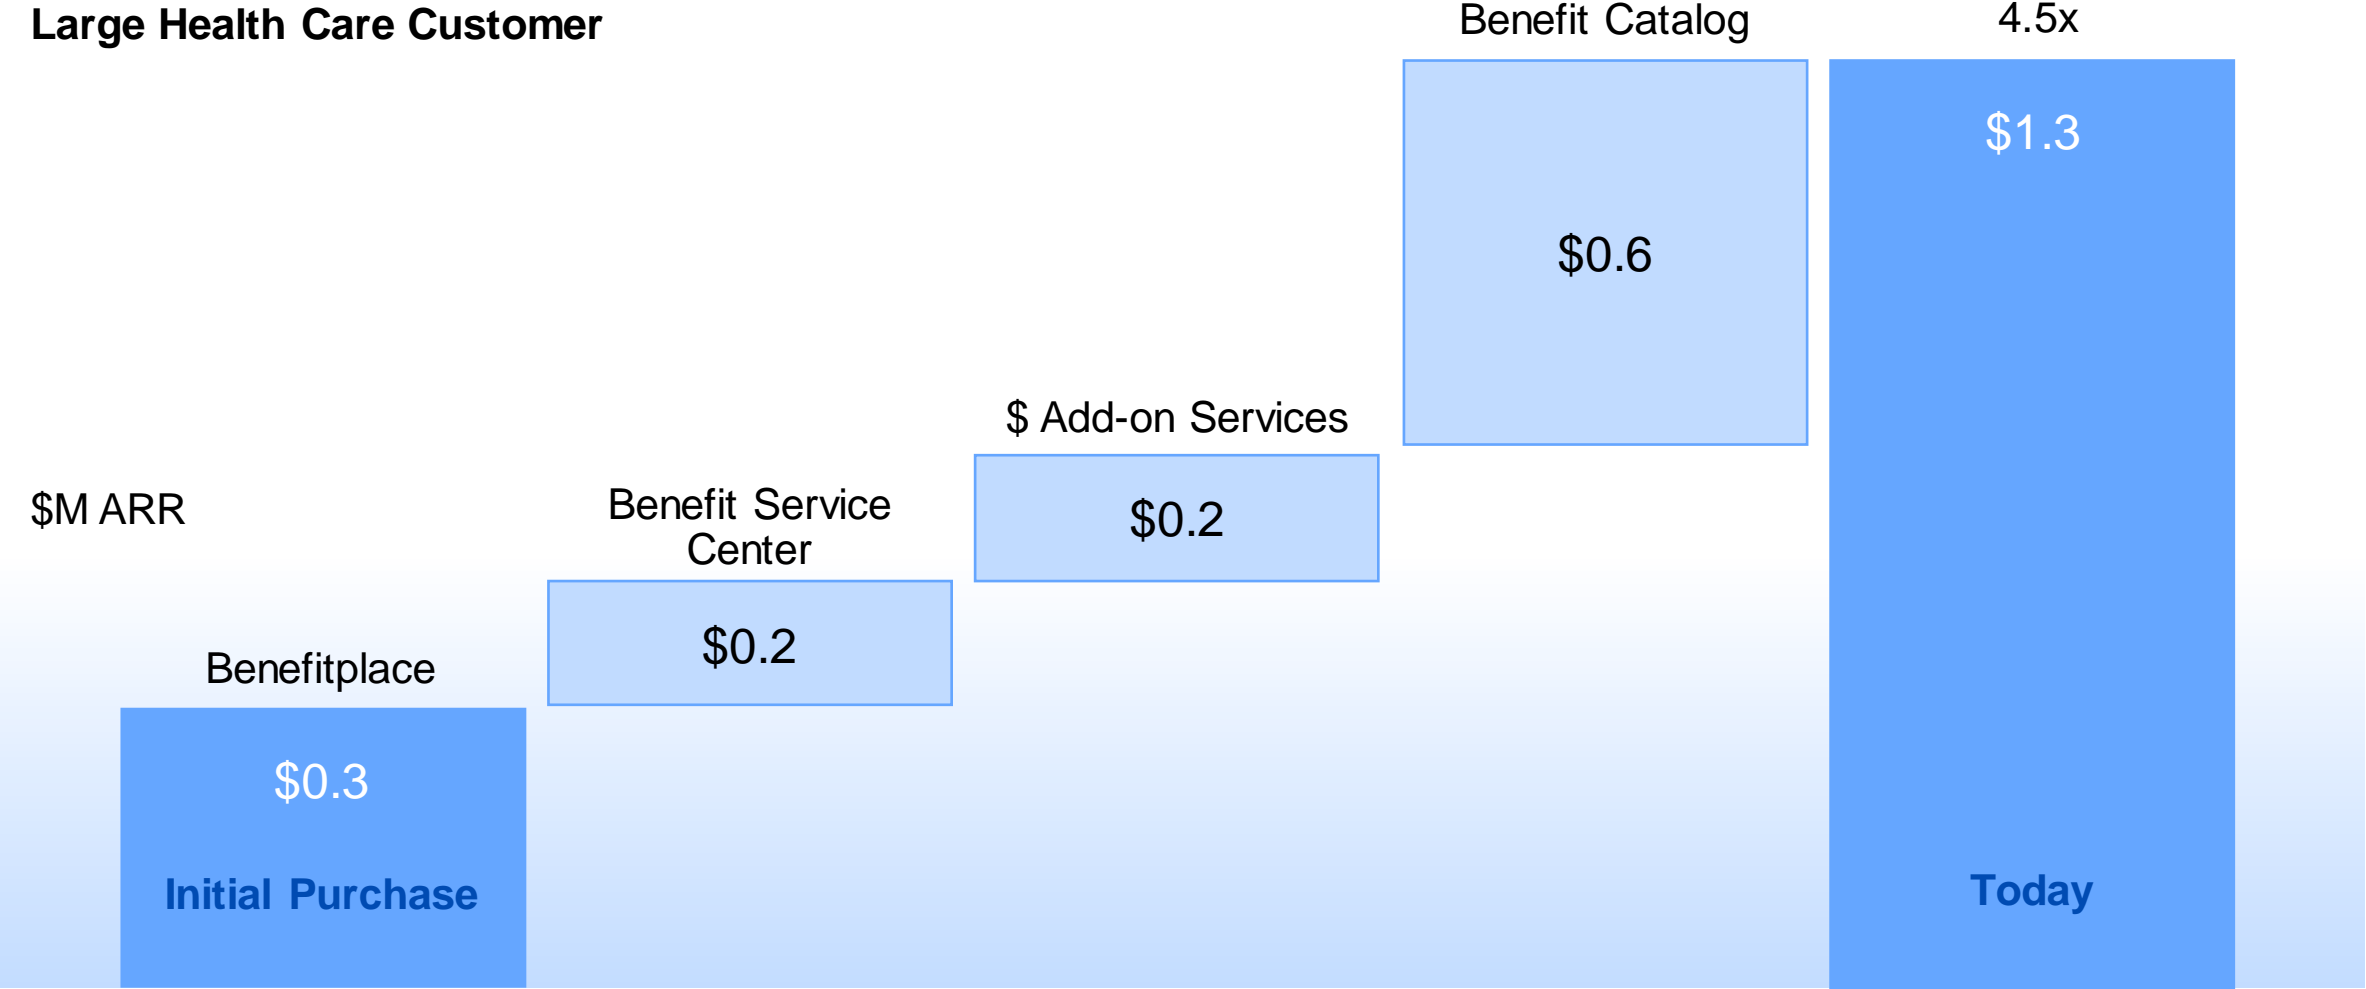 Large Health Care Customer
Benefit Catalog
4.5x
$1.3
$0.6
$ Add-on Services
$0.2
$M ARR
Benefit Service
Center
$0.2
Benefitplace
$0.3
Initial Purchase
Today